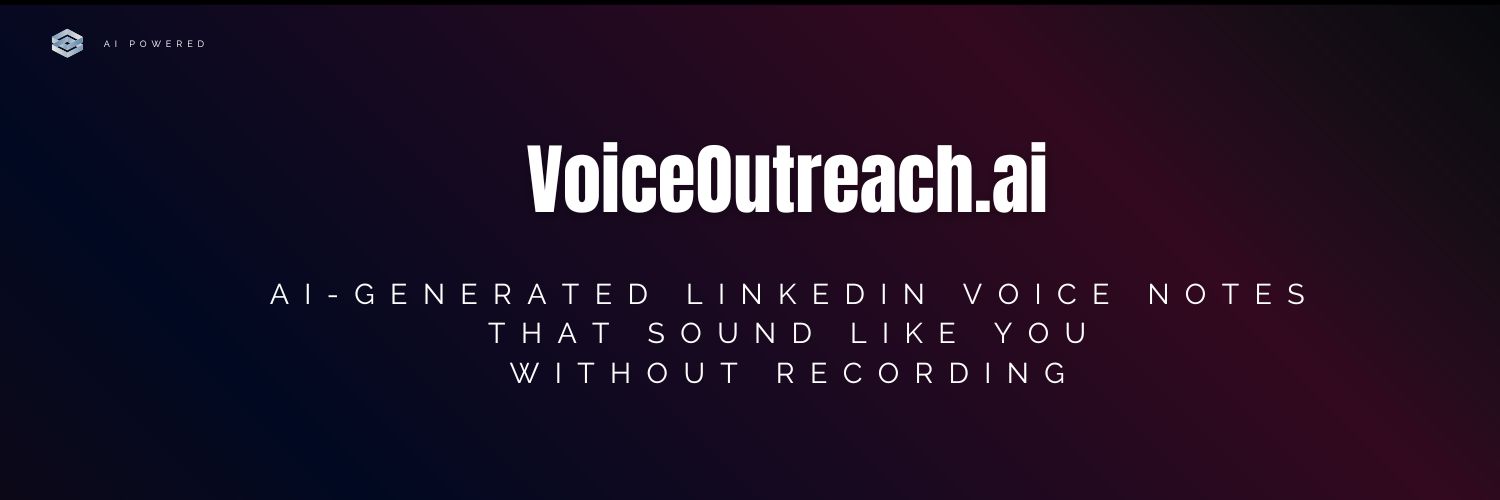 AI POWERED
VoiceOutreach.ai
AI-GENERATED LINKEDIN VOICE NOTES
THAT SOUND LIKE YOU
WITHOUT RECORDING